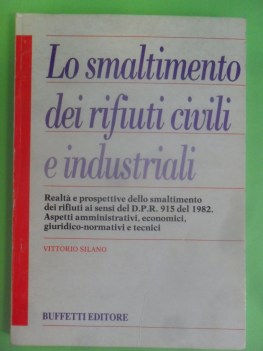 Lo smaltimento
dei rifiuti civili
e industriali
Realtà e prospettive dello smaltimento
dei rifiuti ai sensi del D.P.R. 915 del 1982.
Aspetti amministrativi, economici,
giuridico-normativi e tecnici
VITTORIO SILANO
BUFFETTI EDITORE